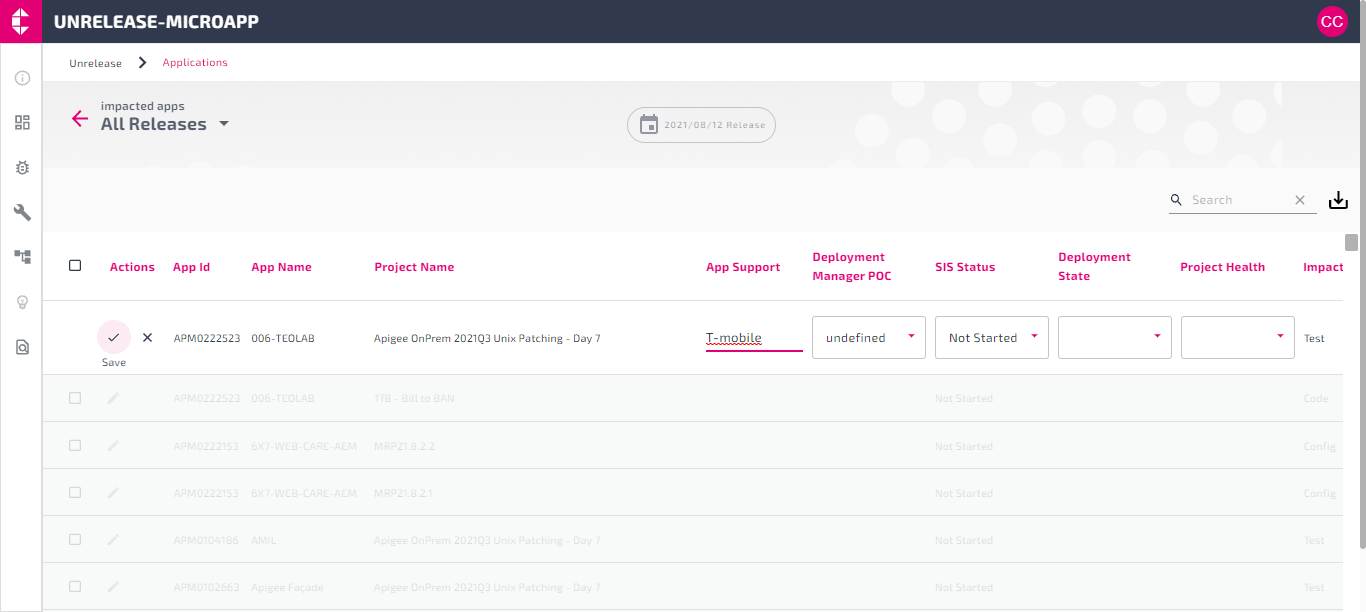 UNRELEASE-MICROAPP
CC
Unrelease
Applications
impacted apps
All Releases
2021/08/12 Release
Search
Actions
App Id
App Name
Project Name
App Support
Deployment
Manager POC
SIS Status
Deployment
State
Project Health
Impact
Save
APM0222523
006-TEOLAB
Apigee OnPrem 2021Q3 Unix Patching - Day 7
T-mobile
undefined
Not Started
Test
APM0222523
006-TEOLAB
TfB - Bill to BAN
Not Started
Code
APM0222153
6X7-WEB-CARE-AEM
MRP21.8.2.2
Not Started
Config
APM0222153
6X7-WEB-CARE-AEM
MRP21.8.2.1
Not Started
Config
APM0104186
AMIL
Apigee OnPrem 2021Q3 Unix Patching - Day 7
Not Started
Test
APM0102663
Apigee Façade
Apigee OnPrem 2021Q3 Unix Patching - Day 7
Not Started
Test